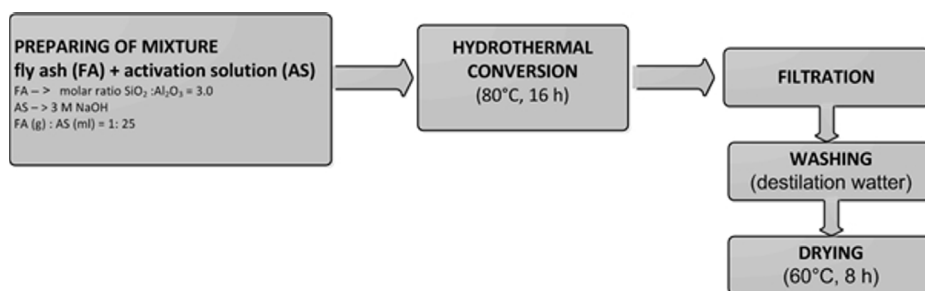 PREPARING OF MIXTURE
fly ash (FA) + activation solution (AS)
FA – > molar ratio SiO₂ :Al₂O₃ = 3.0
AS – > 3 M NaOH
FA (g) : AS (ml) = 1: 25
HYDROTHERMAL
CONVERSION
(80°C, 16 h)
FILTRATION
WASHING
(destilation watter)
DRYING
(60°C, 8 h)